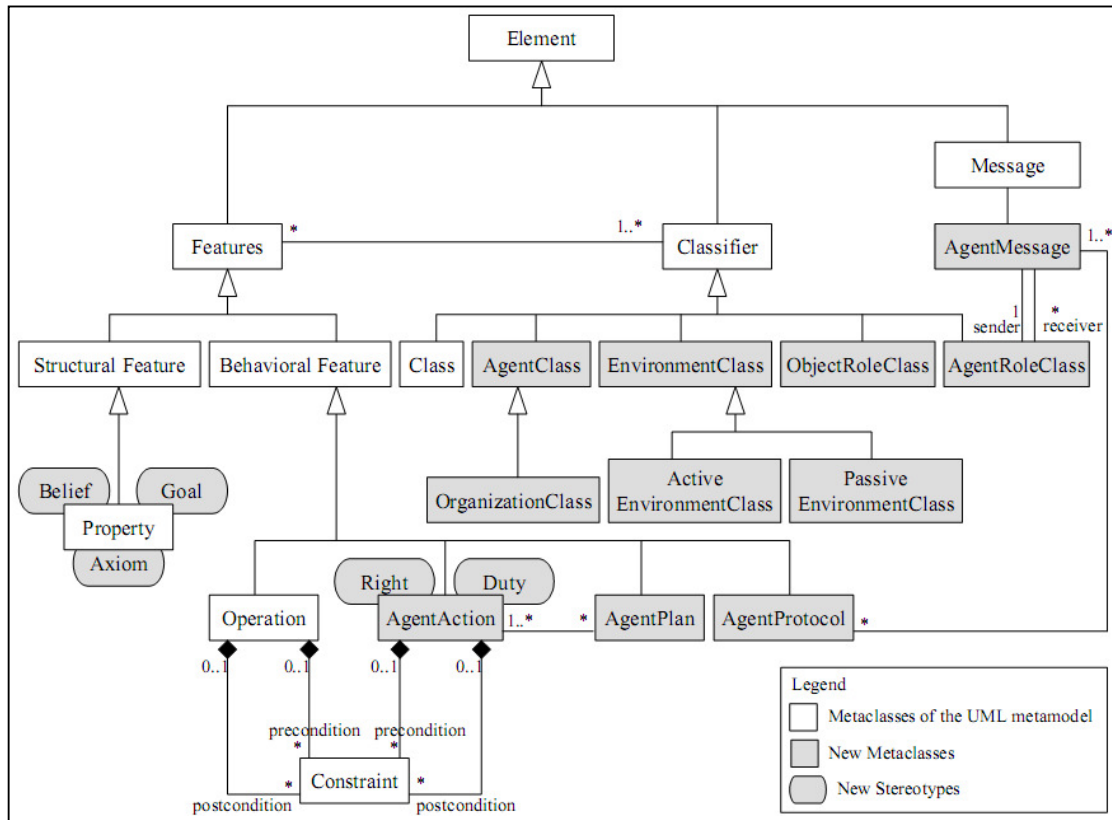 Element
Message
Features
*
1..*
Classifier
AgentMessage
1..*
1
sender
*
receiver
Structural Feature
Behavioral Feature
Class
AgentClass
EnvironmentClass
ObjectRoleClass
AgentRoleClass
Belief
Goal
Property
Axiom
OrganizationClass
Active
EnvironmentClass
Passive
EnvironmentClass
Right
Duty
Operation
AgentAction
1..*
*
AgentPlan
AgentProtocol
*
0..1
0..1
0..1
0..1
precondition
precondition
*
*
*
Constraint
*
postcondition
postcondition
Legend
Metaclasses of the UML metamodel
New Metaclasses
New Stereotypes